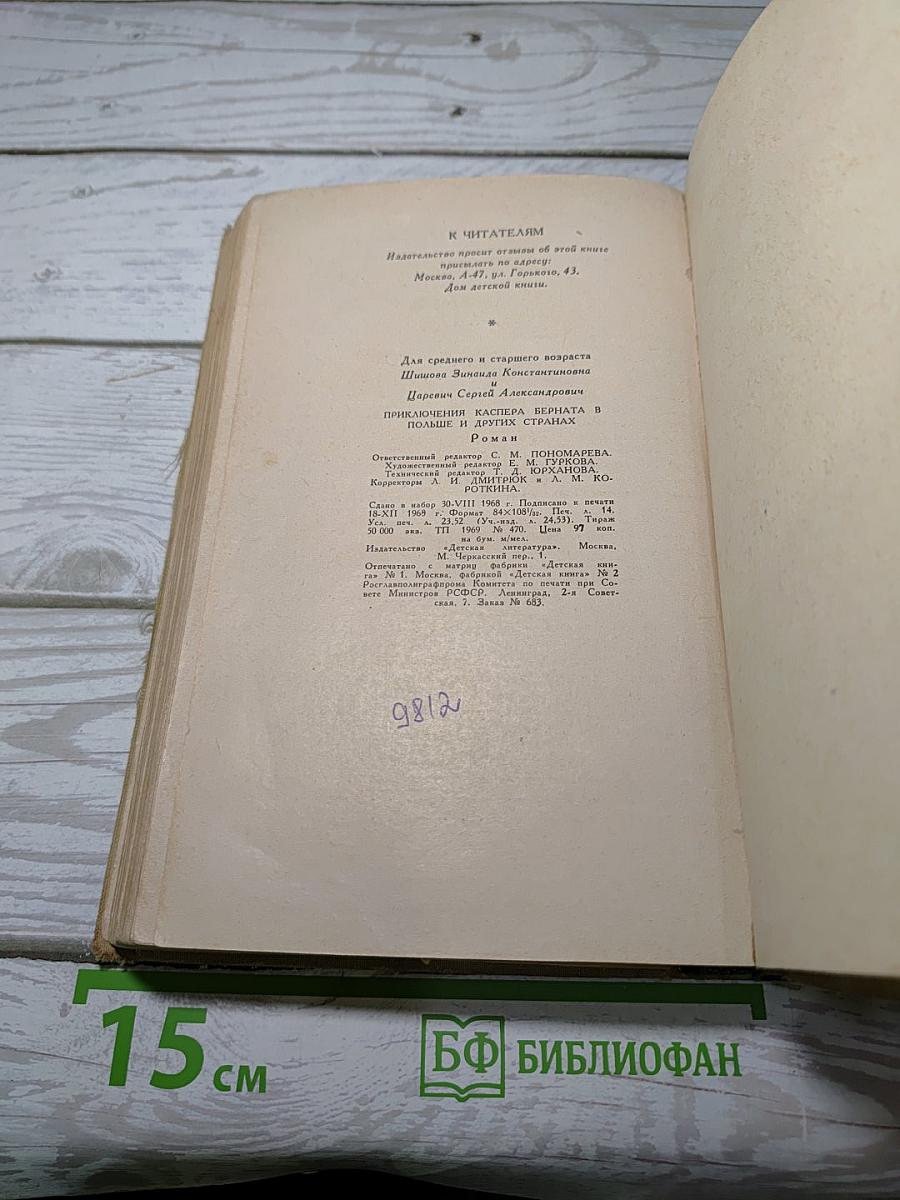 К ЧИТАТЕЛЯМ
Издательство просит отзывы об этой книге
присылать по адресу:
Москва, А-47, ул. Горького, 43.
Дом детской книги.
*
Для среднего и старшего возраста
Шишова Зинаида Константиновна
и
Царевич Сергей Александрович
ПРИКЛЮЧЕНИЯ КАСПЕРА БЕРНАТА В
ПОЛЬШЕ И ДРУГИХ СТРАНАХ
Роман
Ответственный редактор С. М. ПОНОМАРЕВА.
Художественный редактор Е. М. ГУРКОВА.
Технический редактор Т. Д. ЮРХАНОВА.
Корректоры Л. И. ДМИТРЮК и Л. М. КО-
РОТКИНА.
Сдано в набор 30-VIII 1968 г. Подписано к печати
18-XII 1969 г. Формат 84×108¹/₃₂. Печ. л. 14.
Усл. печ. л. 23,52 (Уч.-изд. л. 24,53). Тираж
50 000 экз. ТП 1969 № 470. Цена 97 коп.
на бум. м/мел.
Издательство «Детская литература». Москва,
М. Черкасский пер., 1.
Отпечатано с матриц фабрики «Детская кни-
га» № 1. Москва, фабрикой «Детская книга» № 2
Росглавполиграфпрома Комитета по печати при Со-
вете Министров РСФСР. Ленинград, 2-я Совет-
ская, 7. Заказ № 683.
9812
15 см
БФ БИБЛИОФАН